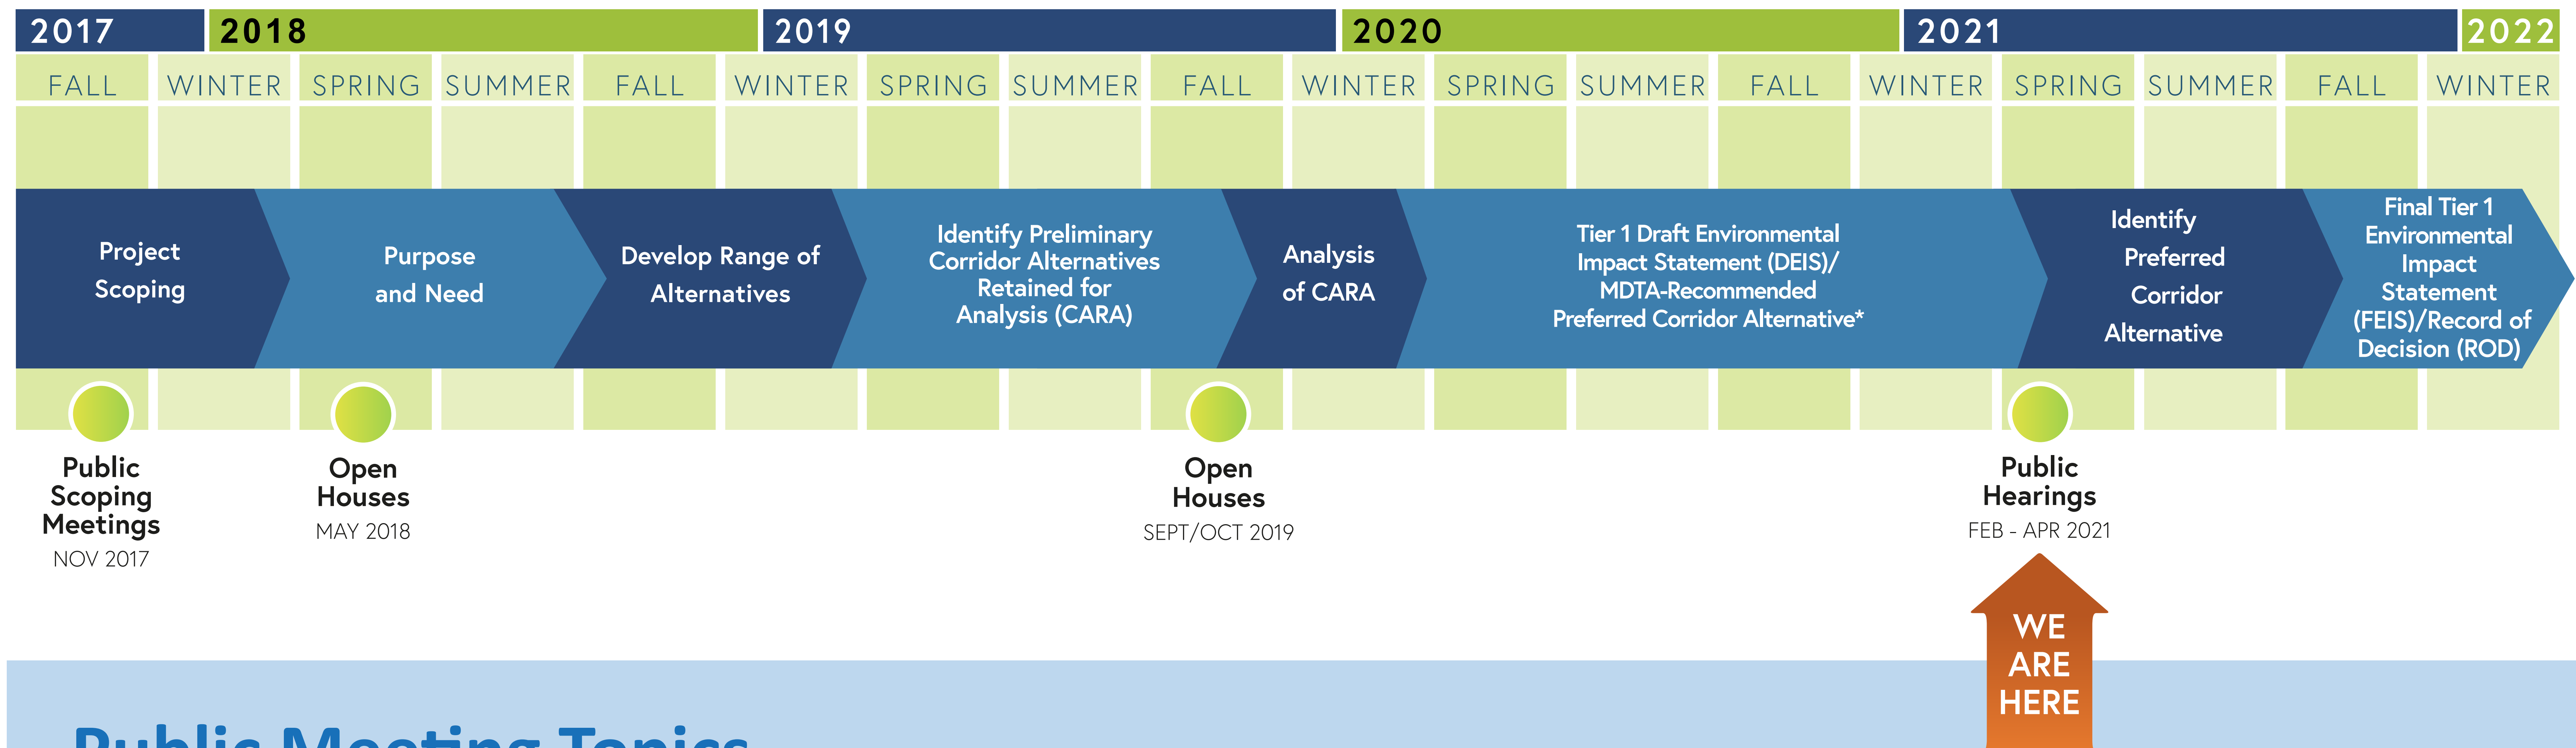 2017 2018 2019 2020 2021 2022
FALL WINTER SPRING SUMMER FALL WINTER SPRING SUMMER FALL WINTER SPRING SUMMER FALL WINTER SPRING SUMMER FALL WINTER
Project
Scoping
Purpose
and Need
Develop Range of
Alternatives
Identify Preliminary
Corridor Alternatives
Retained for
Analysis (CARA)
Analysis
of CARA
Tier 1 Draft Environmental
Impact Statement (DEIS)/
MDTA-Recommended
Preferred Corridor Alternative*
Identify
Preferred
Corridor
Alternative
Final Tier 1
Environmental
Impact
Statement
(FEIS)/Record of
Decision (ROD)
Public
Scoping
Meetings
NOV 2017
Open
Houses
MAY 2018
Open
Houses
SEPT/OCT 2019
Public
Hearings
FEB - APR 2021
WE
ARE
HERE
Public Meeting Topics